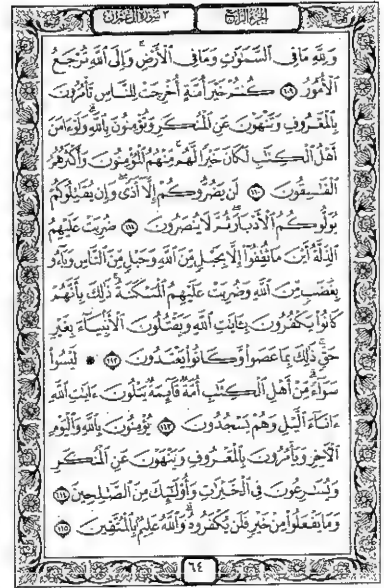 الجزء الرابع ٣ سورة آل عمران
وَلِلَّهِ مَا فِي السَّمَوَتِ وَمَا فِي الْأَرْضِ وَإِلَى اللَّهِ تُرْجَعُ
الْأُمُورُ ١٠٩ كُنتُمْ خَيْرَ أُمَّةٍ أُخْرِجَتْ لِلنَّاسِ تَأْمُرُونَ
بِالْمَعْرُوفِ وَتَنْهَوْنَ عَنِ الْمُنكَرِ وَتُؤْمِنُونَ بِاللَّهِ وَلَوْ ءَامَنَ
أَهْلُ الْكِتَبِ لَكَانَ خَيْرًا لَّهُم مِّنْهُمُ الْمُؤْمِنُونَ وَأَكْثَرُهُمُ
الْفَسِقُونَ ١١٠ لَن يَضُرُّوكُمْ إِلَّا أَذًى وَإِن يُقَتِلُوكُمْ
يُوَلُّوكُمُ الْأَدْبَارَ ثُمَّ لَا يُنصَرُونَ ١١١ ضُرِبَتْ عَلَيْهِمُ
الذِّلَّةُ أَيْنَ مَا ثُقِفُوا إِلَّا بِحَبْلٍ مِّنَ اللَّهِ وَحَبْلٍ مِّنَ النَّاسِ وَبَاءُو
بِغَضَبٍ مِّنَ اللَّهِ وَضُرِبَتْ عَلَيْهِمُ الْمَسْكَنَةُ ذَلِكَ بِأَنَّهُمْ
كَانُوا يَكْفُرُونَ بِئَايَتِ اللَّهِ وَيَقْتُلُونَ الْأَنبِيَاءَ بِغَيْرِ
حَقٍّ ذَلِكَ بِمَا عَصَوا وَّكَانُوا يَعْتَدُونَ ١١٢ لَيْسُوا
سَوَاءً مِّنْ أَهْلِ الْكِتَبِ أُمَّةٌ قَائِمَةٌ يَتْلُونَ ءَايَتِ اللَّهِ
ءَانَاءَ الَّيْلِ وَهُمْ يَسْجُدُونَ ١١٣ يُؤْمِنُونَ بِاللَّهِ وَالْيَوْمِ
الْآخِرِ وَيَأْمُرُونَ بِالْمَعْرُوفِ وَيَنْهَوْنَ عَنِ الْمُنكَرِ
وَيُسَرِعُونَ فِي الْخَيْرَتِ وَأُولَئِكَ مِنَ الصَّلِحِينَ ١١٤
وَمَا يَفْعَلُوا مِنْ خَيْرٍ فَلَن يُكْفَرُوهُ وَاللَّهُ عَلِيمٌ بِالْمُتَّقِينَ ١١٥
٦٤